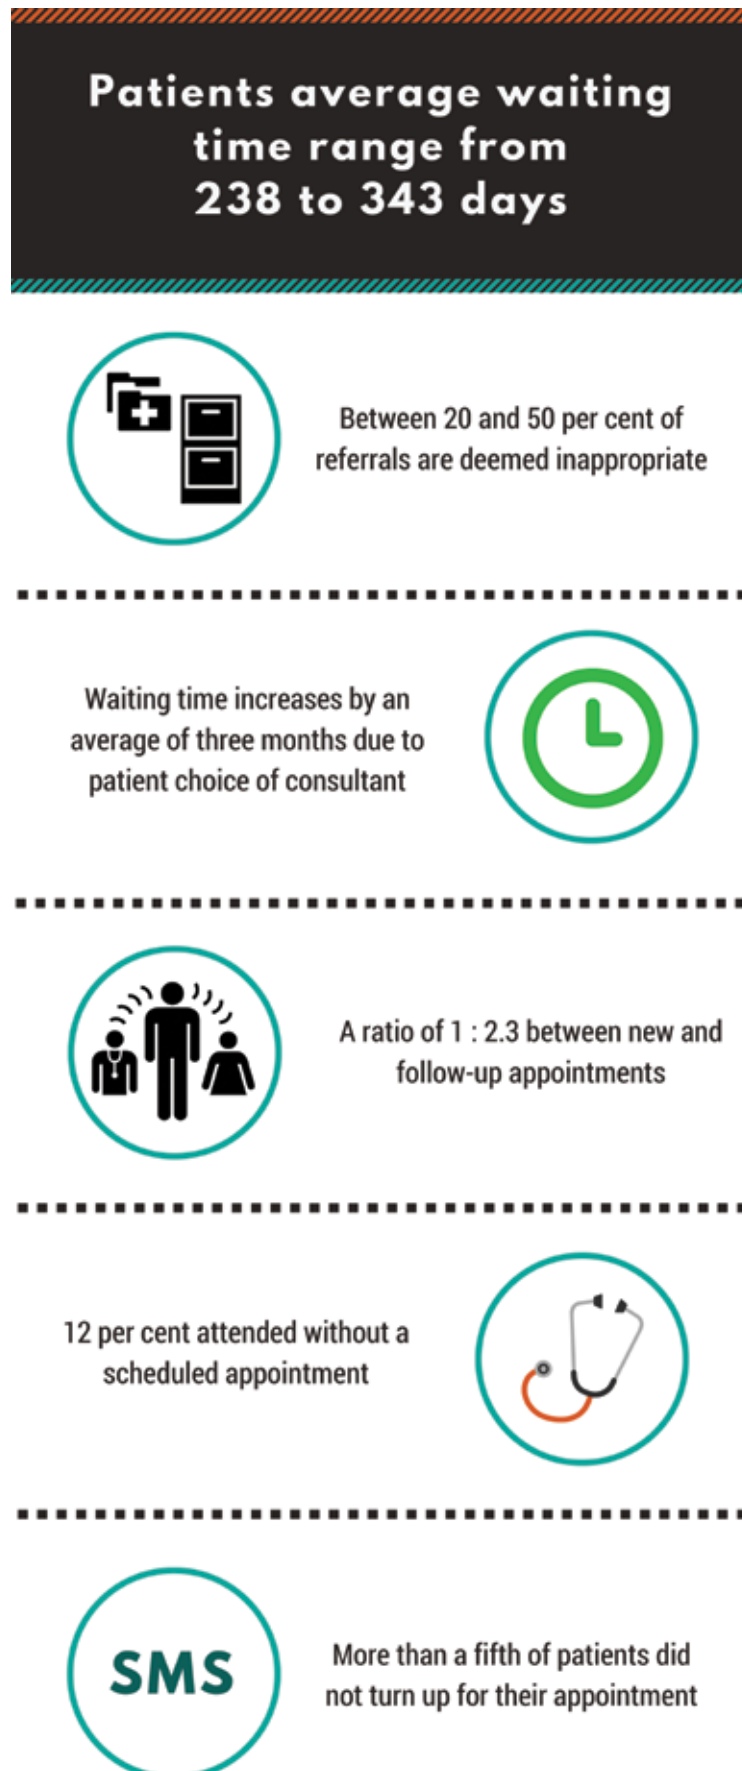 Patients average waiting
time range from
238 to 343 days
Between 20 and 50 per cent of
referrals are deemed inappropriate
Waiting time increases by an
average of three months due to
patient choice of consultant
A ratio of 1 : 2.3 between new and
follow-up appointments
12 per cent attended without a
scheduled appointment
SMS
More than a fifth of patients did
not turn up for their appointment